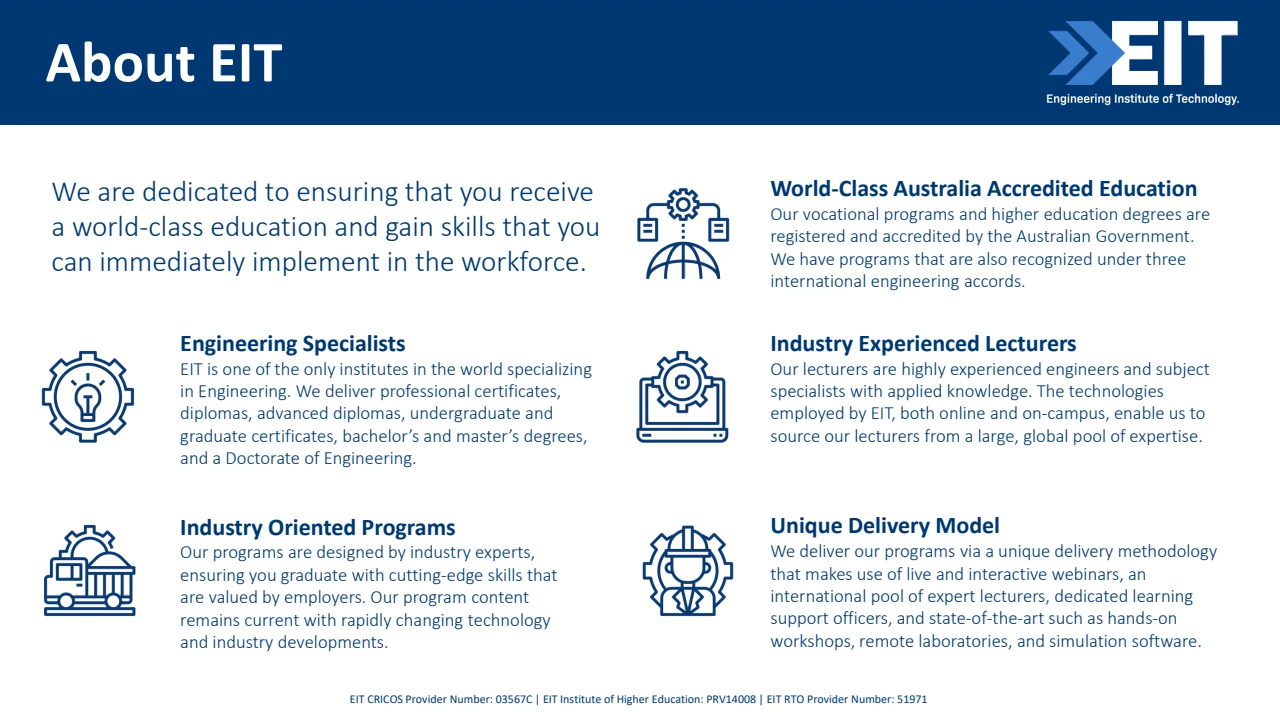 About EIT
EIT
Engineering Institute of Technology.
We are dedicated to ensuring that you receive
a world-class education and gain skills that you
can immediately implement in the workforce.
World-Class Australia Accredited Education
Our vocational programs and higher education degrees are
registered and accredited by the Australian Government.
We have programs that are also recognized under three
international engineering accords.
Engineering Specialists
EIT is one of the only institutes in the world specializing
in Engineering. We deliver professional certificates,
diplomas, advanced diplomas, undergraduate and
graduate certificates, bachelor’s and master’s degrees,
and a Doctorate of Engineering.
Industry Experienced Lecturers
Our lecturers are highly experienced engineers and subject
specialists with applied knowledge. The technologies
employed by EIT, both online and on-campus, enable us to
source our lecturers from a large, global pool of expertise.
Industry Oriented Programs
Our programs are designed by industry experts,
ensuring you graduate with cutting-edge skills that
are valued by employers. Our program content
remains current with rapidly changing technology
and industry developments.
Unique Delivery Model
We deliver our programs via a unique delivery methodology
that makes use of live and interactive webinars, an
international pool of expert lecturers, dedicated learning
support officers, and state-of-the-art such as hands-on
workshops, remote laboratories, and simulation software.
EIT CRICOS Provider Number: 03567C | EIT Institute of Higher Education: PRV14008 | EIT RTO Provider Number: 51971